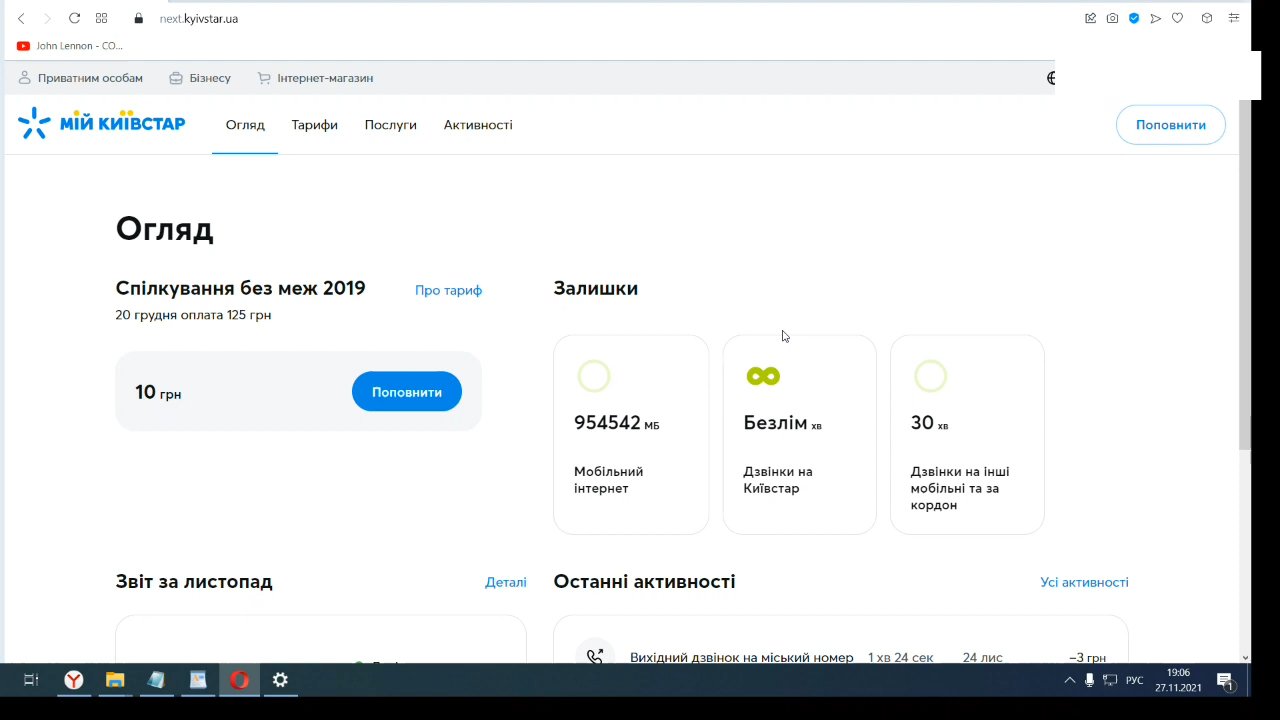 next.kyivstar.ua
John Lennon - CO...
Приватним особам Бізнесу Інтернет-магазин
МІЙ КИЇВСТАР Огляд Тарифи Послуги Активності Поповнити
Огляд
Спілкування без меж 2019 Про тариф
20 грудня оплата 125 грн
10 грн Поповнити
Залишки
954542 МБ
Мобільний
інтернет
Безлім хв
Дзвінки на
Київстар
30 хв
Дзвінки на інші
мобільні та за
кордон
Звіт за листопад Деталі
Останні активності Усі активності
Вихідний дзвінок на міський номер 1 хв 24 сек 24 лис –3 грн
РУС
19:06
27.11.2021
1